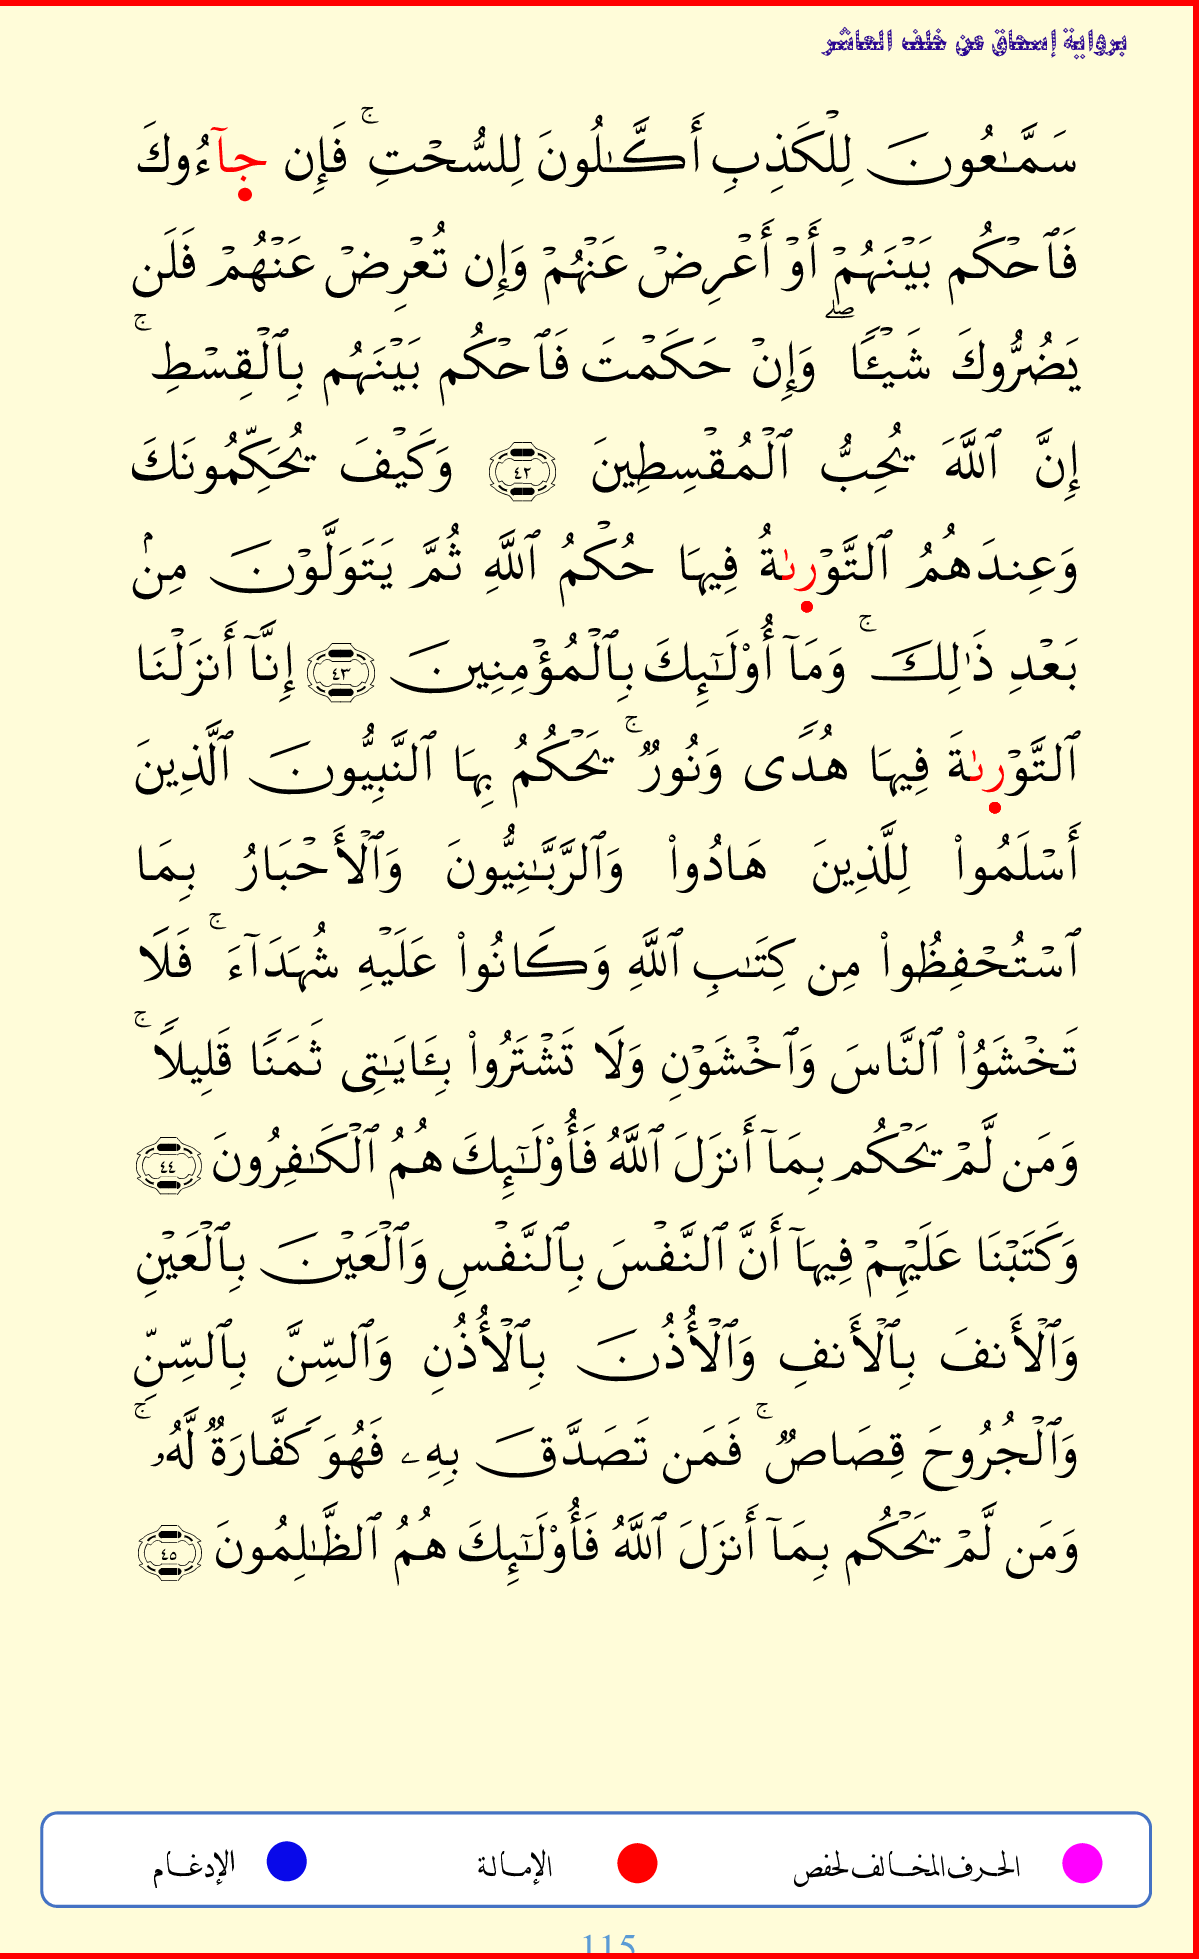 برواية إسحاق عن خلف العاشر
سَمَّـٰعُونَ لِلْكَذِبِ أَكَّـٰلُونَ لِلسُّحْتِ ۚ فَإِن جَآءُوكَ
فَٱحْكُم بَيْنَهُمْ أَوْ أَعْرِضْ عَنْهُمْ وَإِن تُعْرِضْ عَنْهُمْ فَلَن
يَضُرُّوكَ شَيْـًٔا ۖ وَإِنْ حَكَمْتَ فَٱحْكُم بَيْنَهُم بِٱلْقِسْطِ ۚ
إِنَّ ٱللَّهَ يُحِبُّ ٱلْمُقْسِطِينَ ٤٢ وَكَيْفَ يُحَكِّمُونَكَ
وَعِندَهُمُ ٱلتَّوْرىٰةُ فِيهَا حُكْمُ ٱللَّهِ ثُمَّ يَتَوَلَّوْنَ مِنۢ
بَعْدِ ذَٰلِكَ ۚ وَمَآ أُو۟لَـٰٓئِكَ بِٱلْمُؤْمِنِينَ ٤٣ إِنَّآ أَنزَلْنَا
ٱلتَّوْرىٰةَ فِيهَا هُدًى وَنُورٌ ۚ يَحْكُمُ بِهَا ٱلنَّبِيُّونَ ٱلَّذِينَ
أَسْلَمُوا۟ لِلَّذِينَ هَادُوا۟ وَٱلرَّبَّـٰنِيُّونَ وَٱلْأَحْبَارُ بِمَا
ٱسْتُحْفِظُوا۟ مِن كِتَـٰبِ ٱللَّهِ وَكَانُوا۟ عَلَيْهِ شُهَدَآءَ ۚ فَلَا
تَخْشَوُا۟ ٱلنَّاسَ وَٱخْشَوْنِ وَلَا تَشْتَرُوا۟ بِـَٔايَـٰتِى ثَمَنًا قَلِيلًا ۚ
وَمَن لَّمْ يَحْكُم بِمَآ أَنزَلَ ٱللَّهُ فَأُو۟لَـٰٓئِكَ هُمُ ٱلْكَـٰفِرُونَ ٤٤
وَكَتَبْنَا عَلَيْهِمْ فِيهَآ أَنَّ ٱلنَّفْسَ بِٱلنَّفْسِ وَٱلْعَيْنَ بِٱلْعَيْنِ
وَٱلْأَنفَ بِٱلْأَنفِ وَٱلْأُذُنَ بِٱلْأُذُنِ وَٱلسِّنَّ بِٱلسِّنِّ
وَٱلْجُرُوحَ قِصَاصٌ ۚ فَمَن تَصَدَّقَ بِهِۦ فَهُوَ كَفَّارَةٌ لَّهُۥ ۚ
وَمَن لَّمْ يَحْكُم بِمَآ أَنزَلَ ٱللَّهُ فَأُو۟لَـٰٓئِكَ هُمُ ٱلظَّـٰلِمُونَ ٤٥
الحرف المخالف لحفص الإمالة الإدغام
115